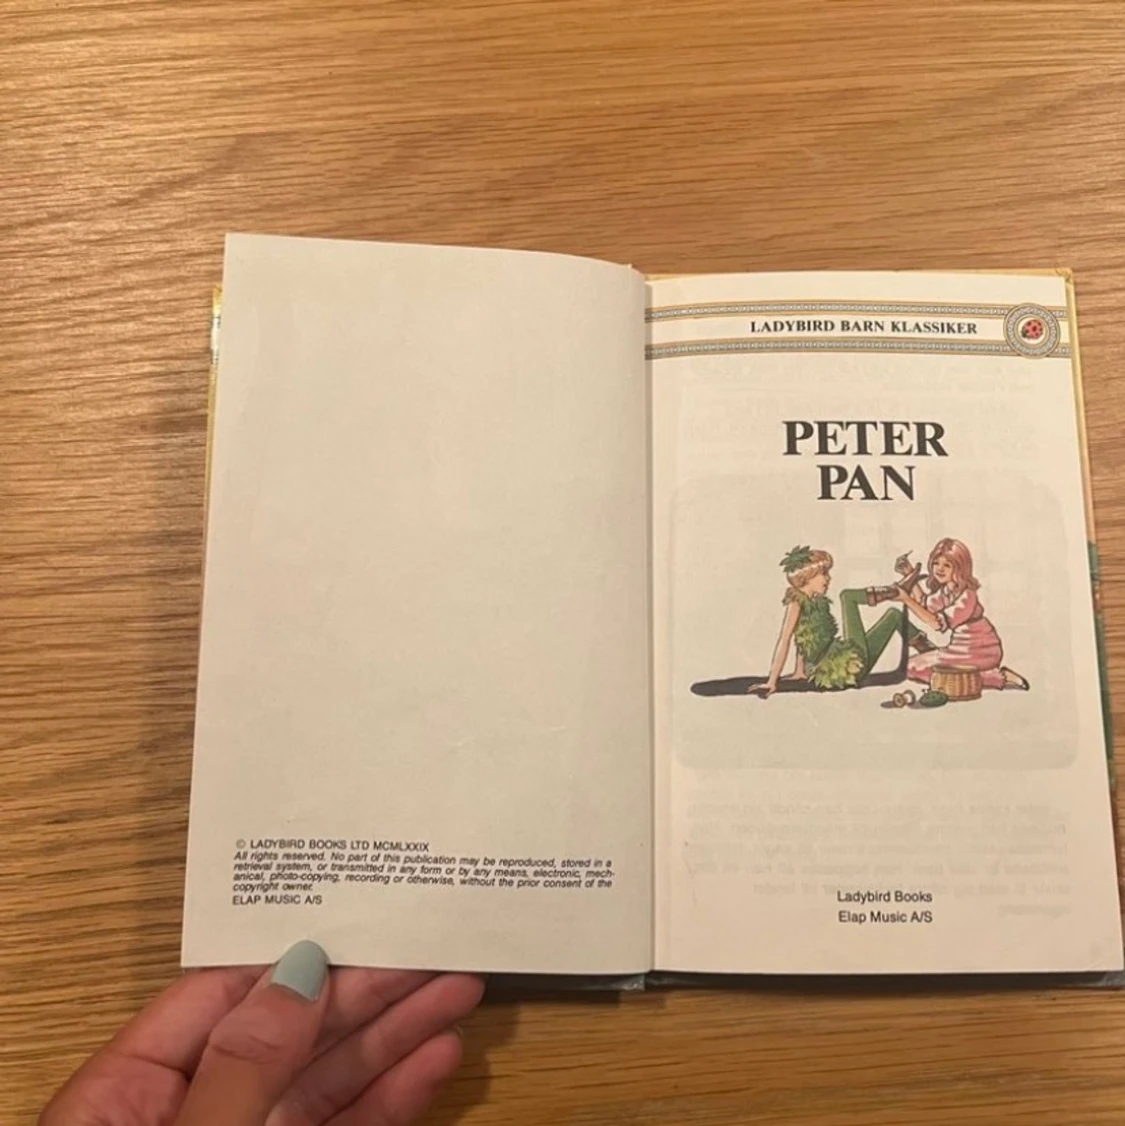 © LADYBIRD BOOKS LTD MCMLXXIX
All rights reserved. No part of this publication may be reproduced, stored in a
retrieval system, or transmitted in any form or by any means, electronic, mech-
anical, photo-copying, recording or otherwise, without the prior consent of the
copyright owner.
ELAP MUSIC A/S
LADYBIRD BARN KLASSIKER
PETER
PAN
Ladybird Books
Elap Music A/S